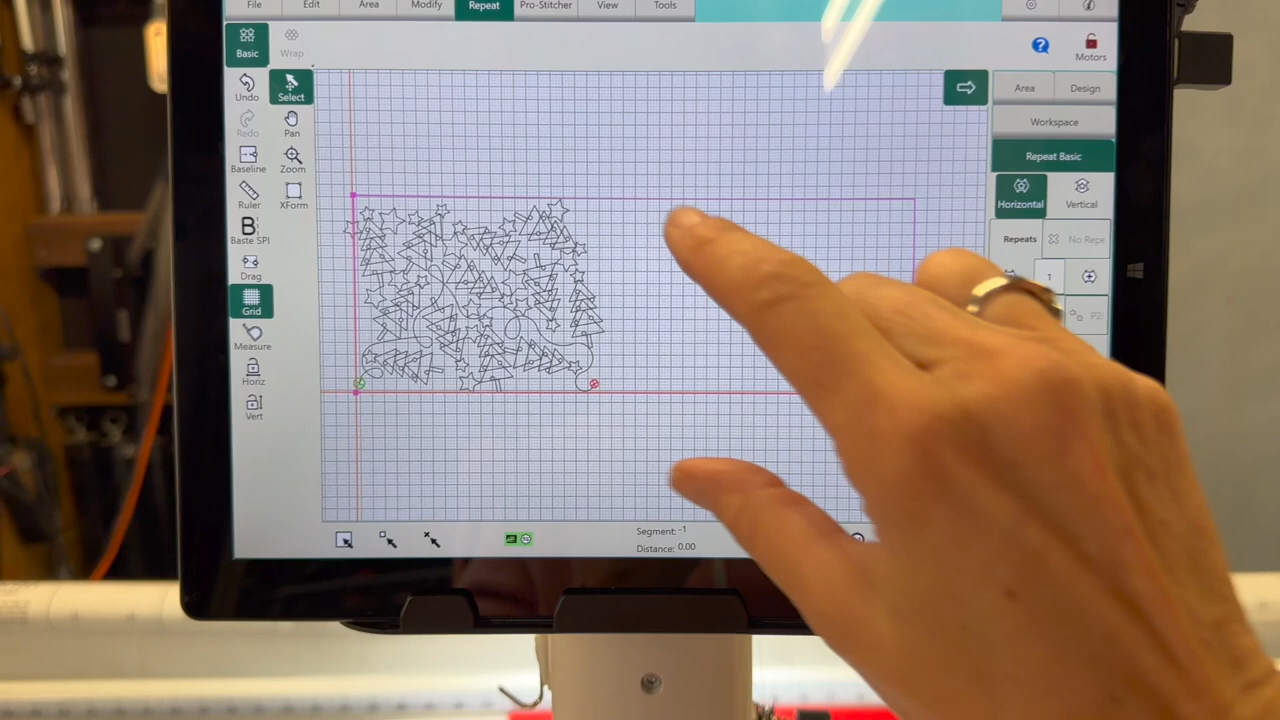 File Edit Area Modify Repeat Pro-Stitcher View Tools
Basic Wrap Motors
Undo Select Area Design
Redo Pan Workspace
Baseline Zoom Repeat Basic
Ruler XForm Horizontal Vertical
Baste SPI Repeats No Repe
Drag 1
Grid
Measure
Horiz
Vert
Segment: -1
Distance: 0.00